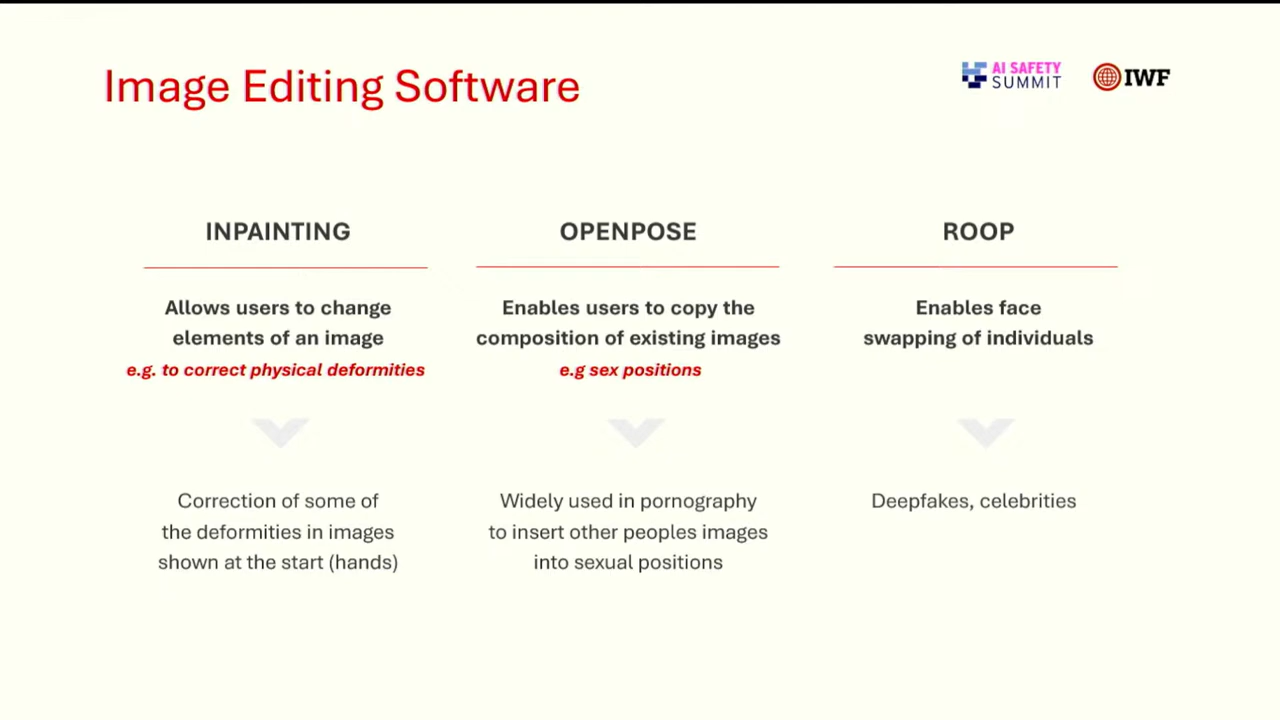 Image Editing Software
AI SAFETY
SUMMIT
IWF
INPAINTING
Allows users to change
elements of an image
e.g. to correct physical deformities
Correction of some of
the deformities in images
shown at the start (hands)
OPENPOSE
Enables users to copy the
composition of existing images
e.g sex positions
Widely used in pornography
to insert other peoples images
into sexual positions
ROOP
Enables face
swapping of individuals
Deepfakes, celebrities